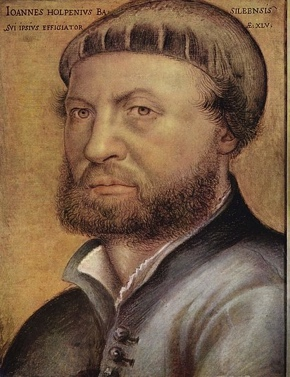 IOANNES HOLPENIVS BA SILEENSIS
SVI IPSIVS EFFIGIATOR Æ: XLV: